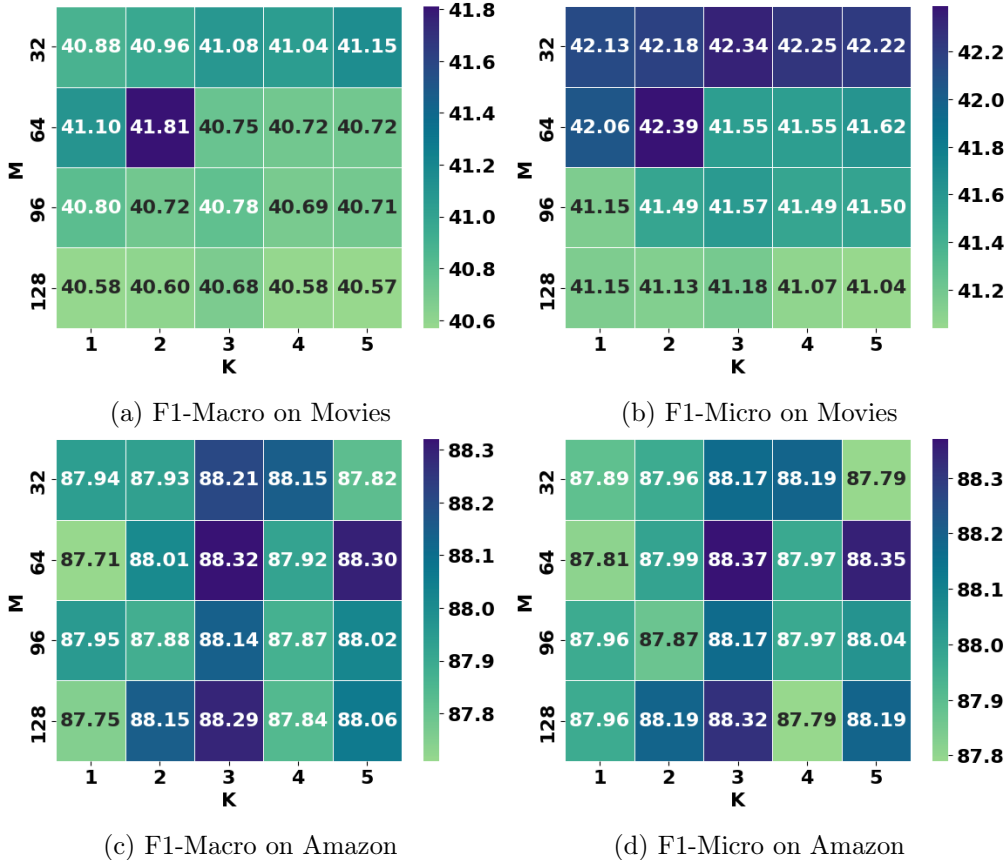 41.8
41.6
41.4
41.2
41.0
40.8
40.6
M
32 40.88 40.96 41.08 41.04 41.15
64 41.10 41.81 40.75 40.72 40.72
96 40.80 40.72 40.78 40.69 40.71
128 40.58 40.60 40.68 40.58 40.57
1 2 3 4 5
K
(a) F1-Macro on Movies
42.2
42.0
41.8
41.6
41.4
41.2
M
32 42.13 42.18 42.34 42.25 42.22
64 42.06 42.39 41.55 41.55 41.62
96 41.15 41.49 41.57 41.49 41.50
128 41.15 41.13 41.18 41.07 41.04
1 2 3 4 5
K
(b) F1-Micro on Movies
88.3
88.2
88.1
88.0
87.9
87.8
M
32 87.94 87.93 88.21 88.15 87.82
64 87.71 88.01 88.32 87.92 88.30
96 87.95 87.88 88.14 87.87 88.02
128 87.75 88.15 88.29 87.84 88.06
1 2 3 4 5
K
(c) F1-Macro on Amazon
88.3
88.2
88.1
88.0
87.9
87.8
M
32 87.89 87.96 88.17 88.19 87.79
64 87.81 87.99 88.37 87.97 88.35
96 87.96 87.87 88.17 87.97 88.04
128 87.96 88.19 88.32 87.79 88.19
1 2 3 4 5
K
(d) F1-Micro on Amazon